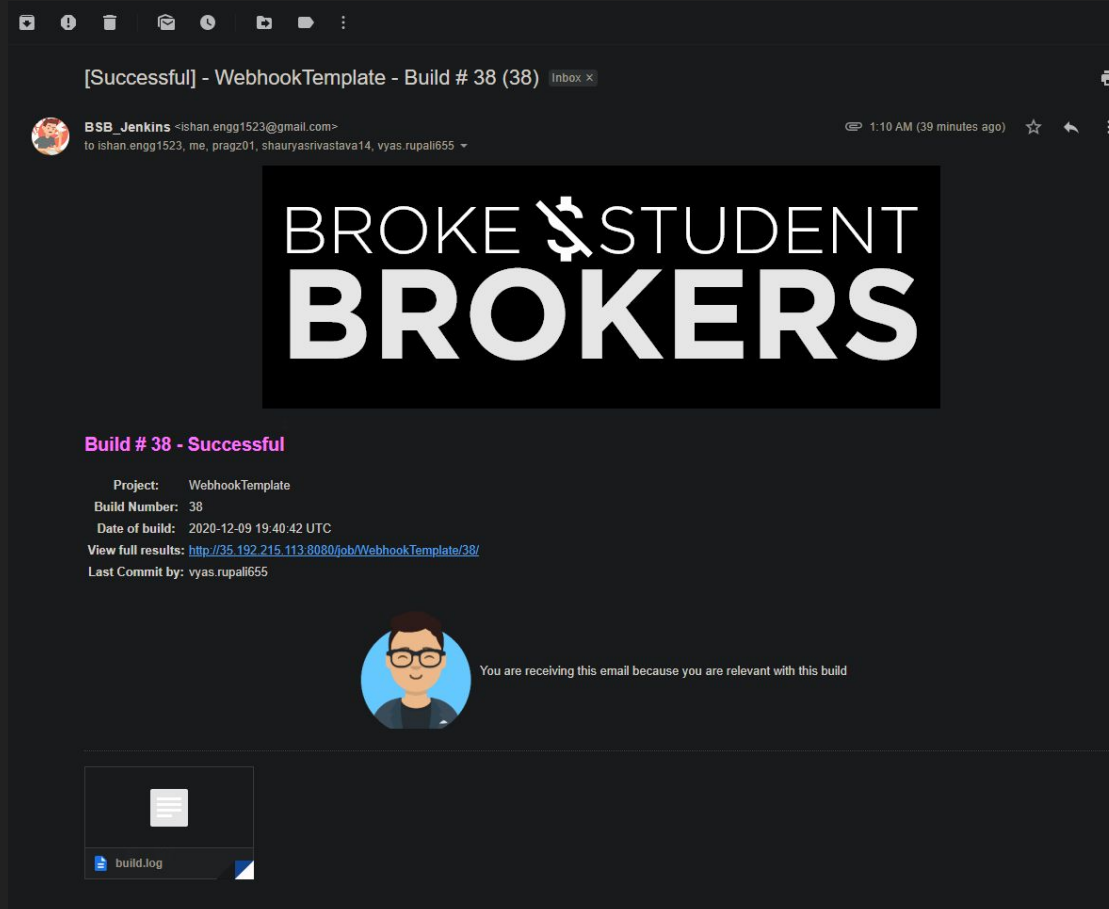 [Successful] - WebhookTemplate - Build # 38 (38) Inbox ×
BSB_Jenkins <ishan.engg1523@gmail.com> 1:10 AM (39 minutes ago)
to ishan.engg1523, me, pragz01, shauryasrivastava14, vyas.rupali655
BROKE $ STUDENT
BROKERS
Build # 38 - Successful
Project: WebhookTemplate
Build Number: 38
Date of build: 2020-12-09 19:40:42 UTC
View full results: http://35.192.215.113:8080/job/WebhookTemplate/38/
Last Commit by: vyas.rupali655
You are receiving this email because you are relevant with this build
build.log